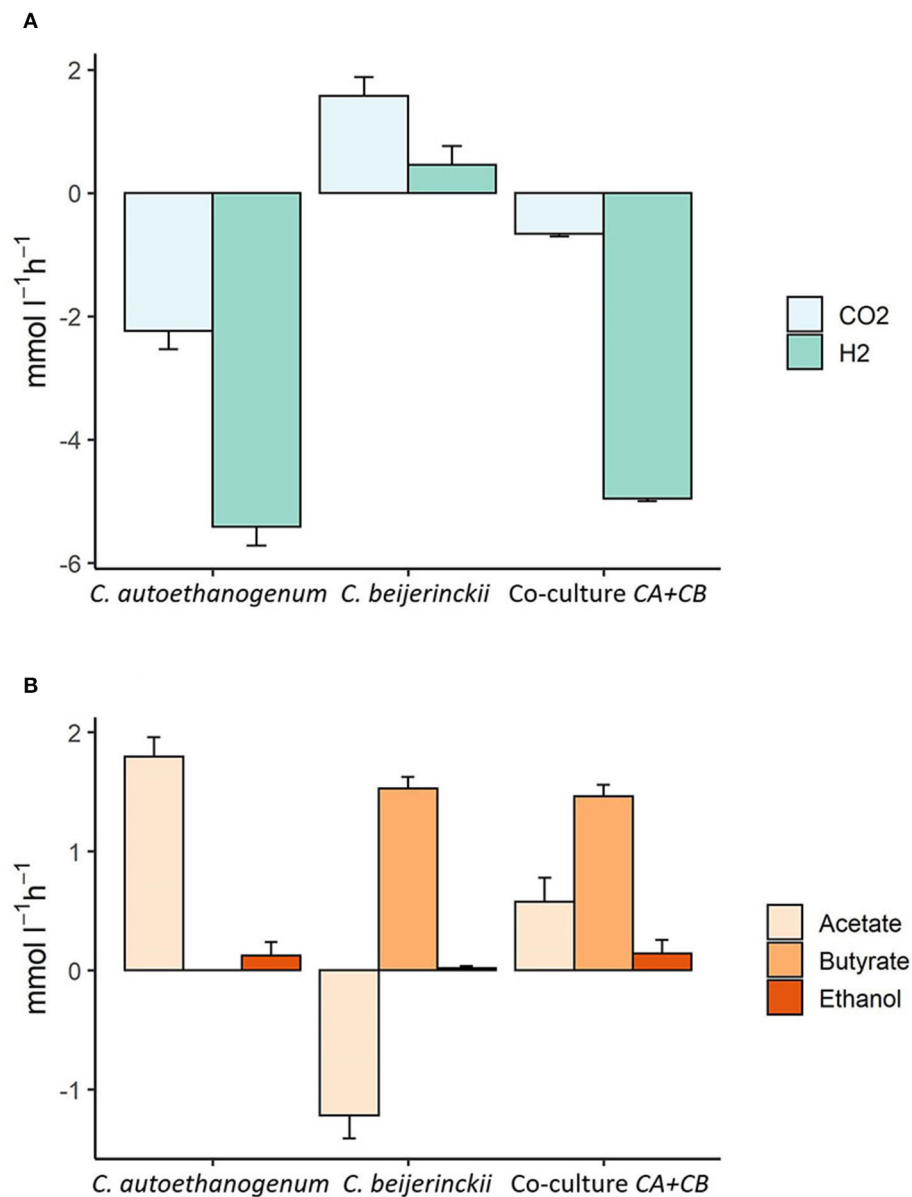 A
mmol l⁻¹h⁻¹
2
0
-2
-4
-6
C. autoethanogenum C. beijerinckii Co-culture CA+CB
CO2
H2
B
mmol l⁻¹h⁻¹
2
1
0
-1
C. autoethanogenum C. beijerinckii Co-culture CA+CB
Acetate
Butyrate
Ethanol